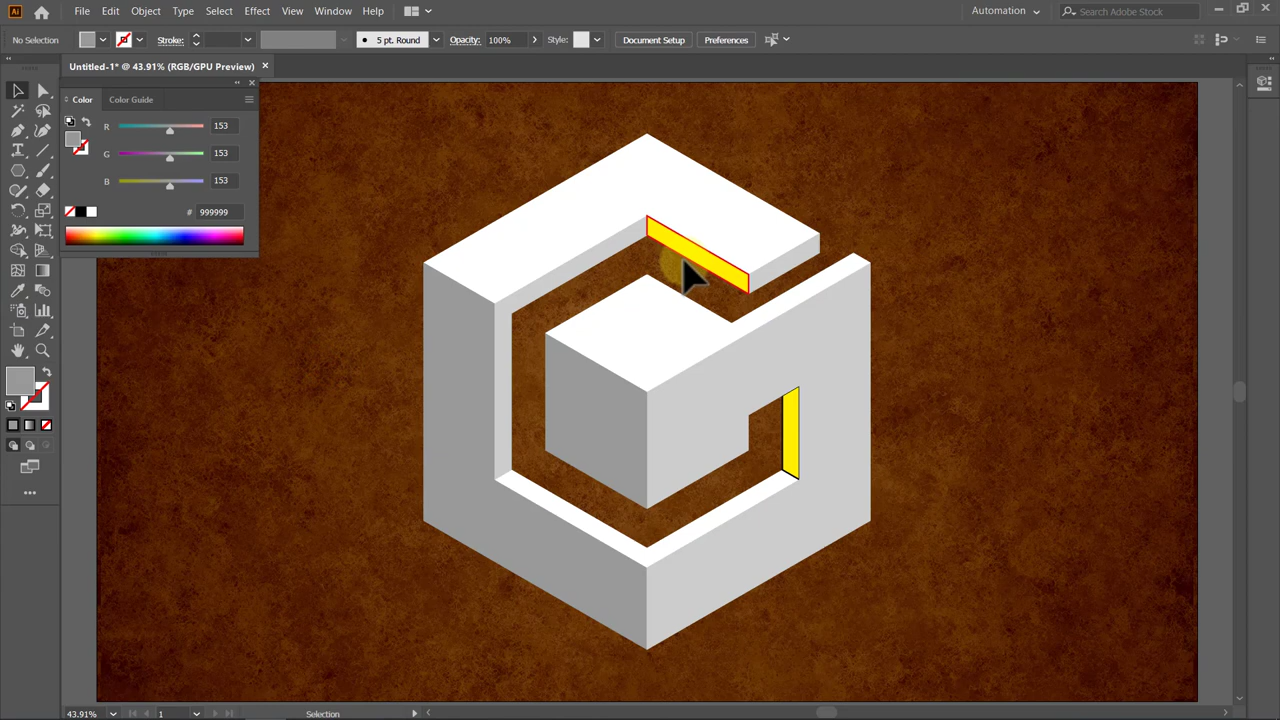 Ai File Edit Object Type Select Effect View Window Help Automation Search Adobe Stock
No Selection Stroke: 5 pt. Round Opacity: 100% Style: Document Setup Preferences
Untitled-1* @ 43.91% (RGB/GPU Preview)
Color Color Guide
R 153
G 153
B 153
# 999999
43.91% 1 Selection